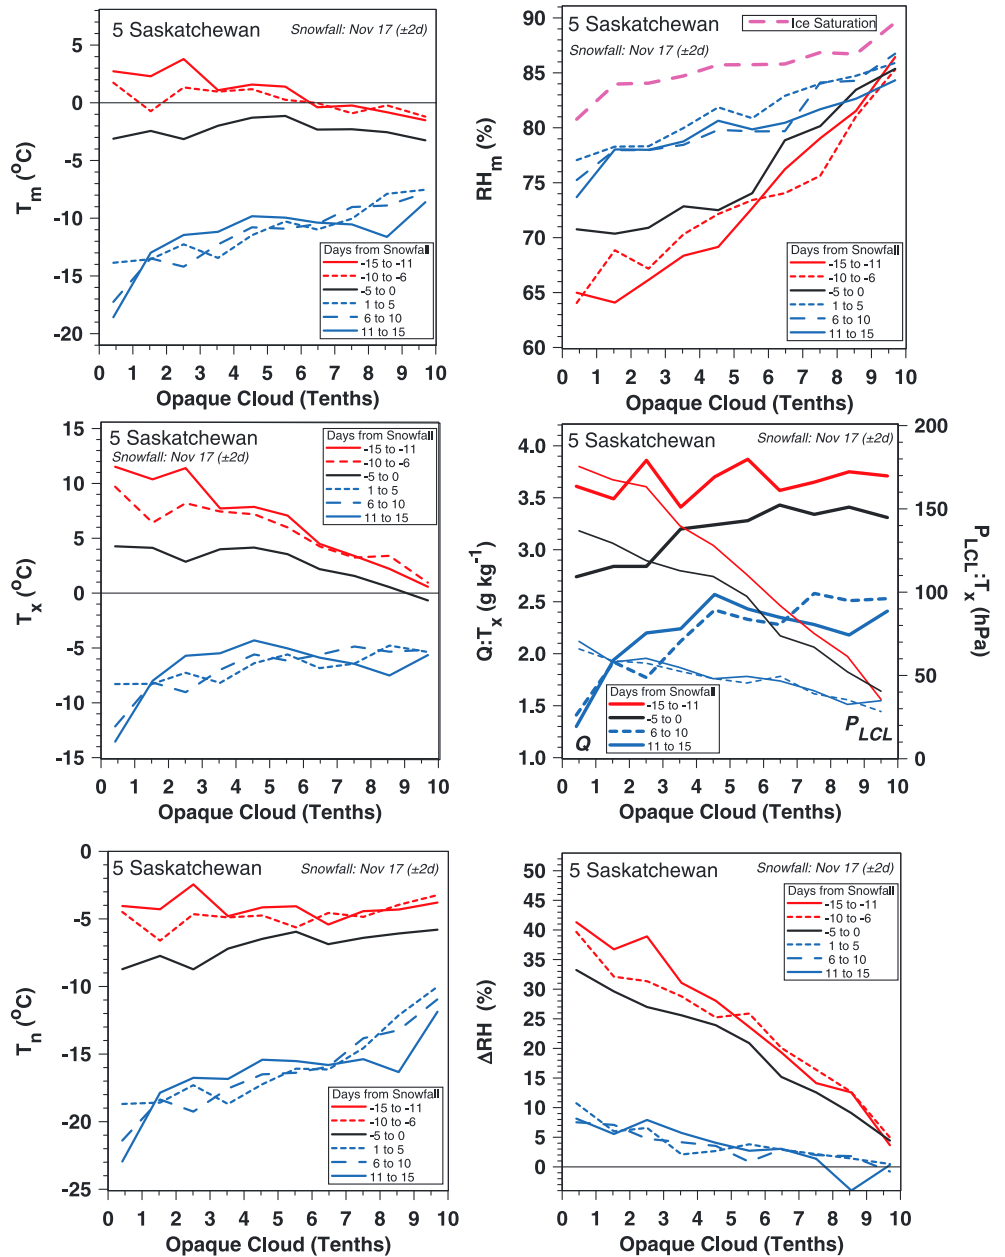 5 Saskatchewan
Snowfall: Nov 17 (±2d)
5
0
-5
-10
-15
-20
T_m (°C)
Days from Snowfall
-15 to -11
-10 to -6
-5 to 0
1 to 5
6 to 10
11 to 15
0 1 2 3 4 5 6 7 8 9 10
Opaque Cloud (Tenths)
5 Saskatchewan
Ice Saturation
Snowfall: Nov 17 (±2d)
90
85
80
75
70
65
60
RH_m (%)
Days from Snowfall
-15 to -11
-10 to -6
-5 to 0
1 to 5
6 to 10
11 to 15
0 1 2 3 4 5 6 7 8 9 10
Opaque Cloud (Tenths)
5 Saskatchewan
Snowfall: Nov 17 (±2d)
15
10
5
0
-5
-10
-15
T_x (°C)
Days from Snowfall
-15 to -11
-10 to -6
-5 to 0
1 to 5
6 to 10
11 to 15
0 1 2 3 4 5 6 7 8 9 10
Opaque Cloud (Tenths)
5 Saskatchewan
Snowfall: Nov 17 (±2d)
4.0
3.5
3.0
2.5
2.0
1.5
1.0
Q:T_x (g kg⁻¹)
200
150
100
50
0
P_LCL:T_x (hPa)
Days from Snowfall
-15 to -11
-5 to 0
6 to 10
11 to 15
Q
P_LCL
0 1 2 3 4 5 6 7 8 9 10
Opaque Cloud (Tenths)
5 Saskatchewan
Snowfall: Nov 17 (±2d)
0
-5
-10
-15
-20
-25
T_n (°C)
Days from Snowfall
-15 to -11
-10 to -6
-5 to 0
1 to 5
6 to 10
11 to 15
0 1 2 3 4 5 6 7 8 9 10
Opaque Cloud (Tenths)
5 Saskatchewan
Snowfall: Nov 17 (±2d)
50
45
40
35
30
25
20
15
10
5
0
ΔRH (%)
Days from Snowfall
-15 to -11
-10 to -6
-5 to 0
1 to 5
6 to 10
11 to 15
0 1 2 3 4 5 6 7 8 9 10
Opaque Cloud (Tenths)